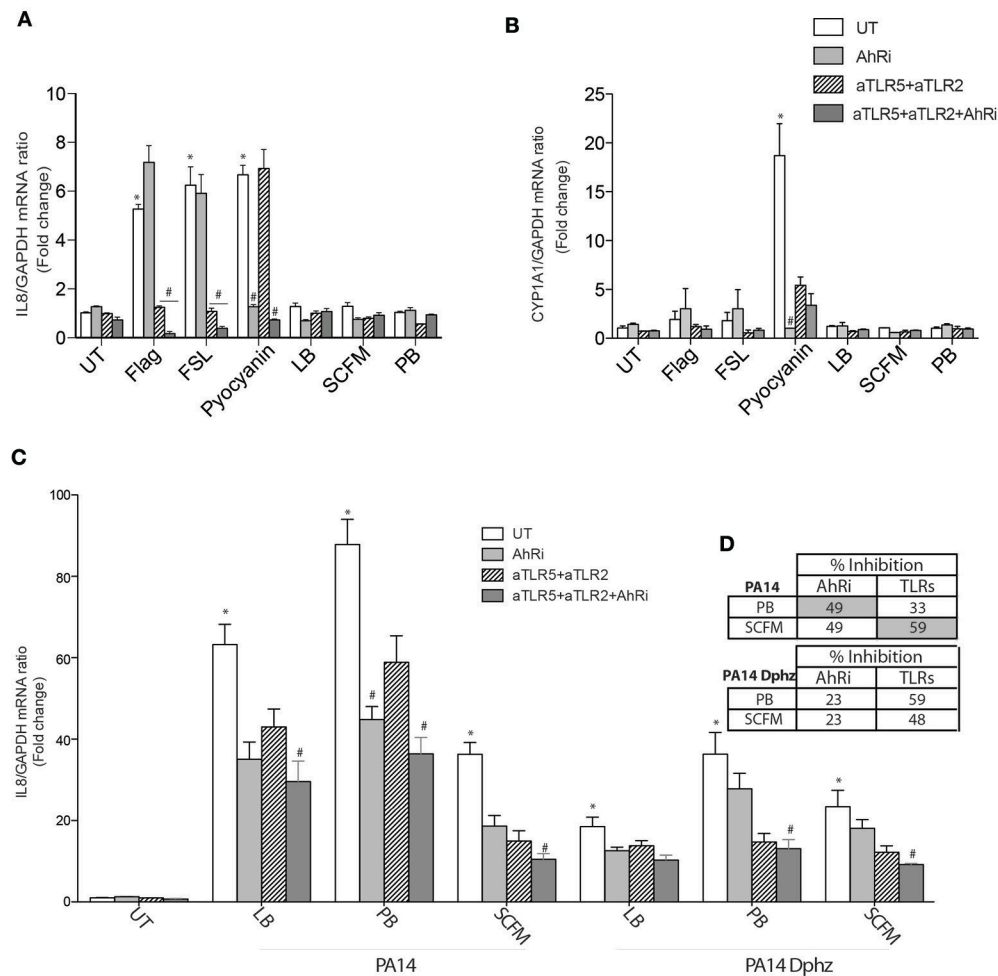 A
IL8/GAPDH mRNA ratio
(Fold change)
10
8
6
4
2
0
*
*
*
#
#
#
#
UT
Flag
FSL
Pyocyanin
LB
SCFM
PB
B
UT
AhRi
aTLR5+aTLR2
aTLR5+aTLR2+AhRi
CYP1A1/GAPDH mRNA ratio
(Fold change)
25
20
15
10
5
0
*
#
UT
Flag
FSL
Pyocyanin
LB
SCFM
PB
C
IL8/GAPDH mRNA ratio
(Fold change)
100
80
60
40
20
0
UT
AhRi
aTLR5+aTLR2
aTLR5+aTLR2+AhRi
*
#
*
#
#
*
#
*
*
#
*
#
UT
LB
PB
SCFM
LB
PB
SCFM
PA14
PA14 Dphz
D
% Inhibition
PA14 AhRi TLRs
PB 49 33
SCFM 49 59
% Inhibition
PA14 Dphz AhRi TLRs
PB 23 59
SCFM 23 48